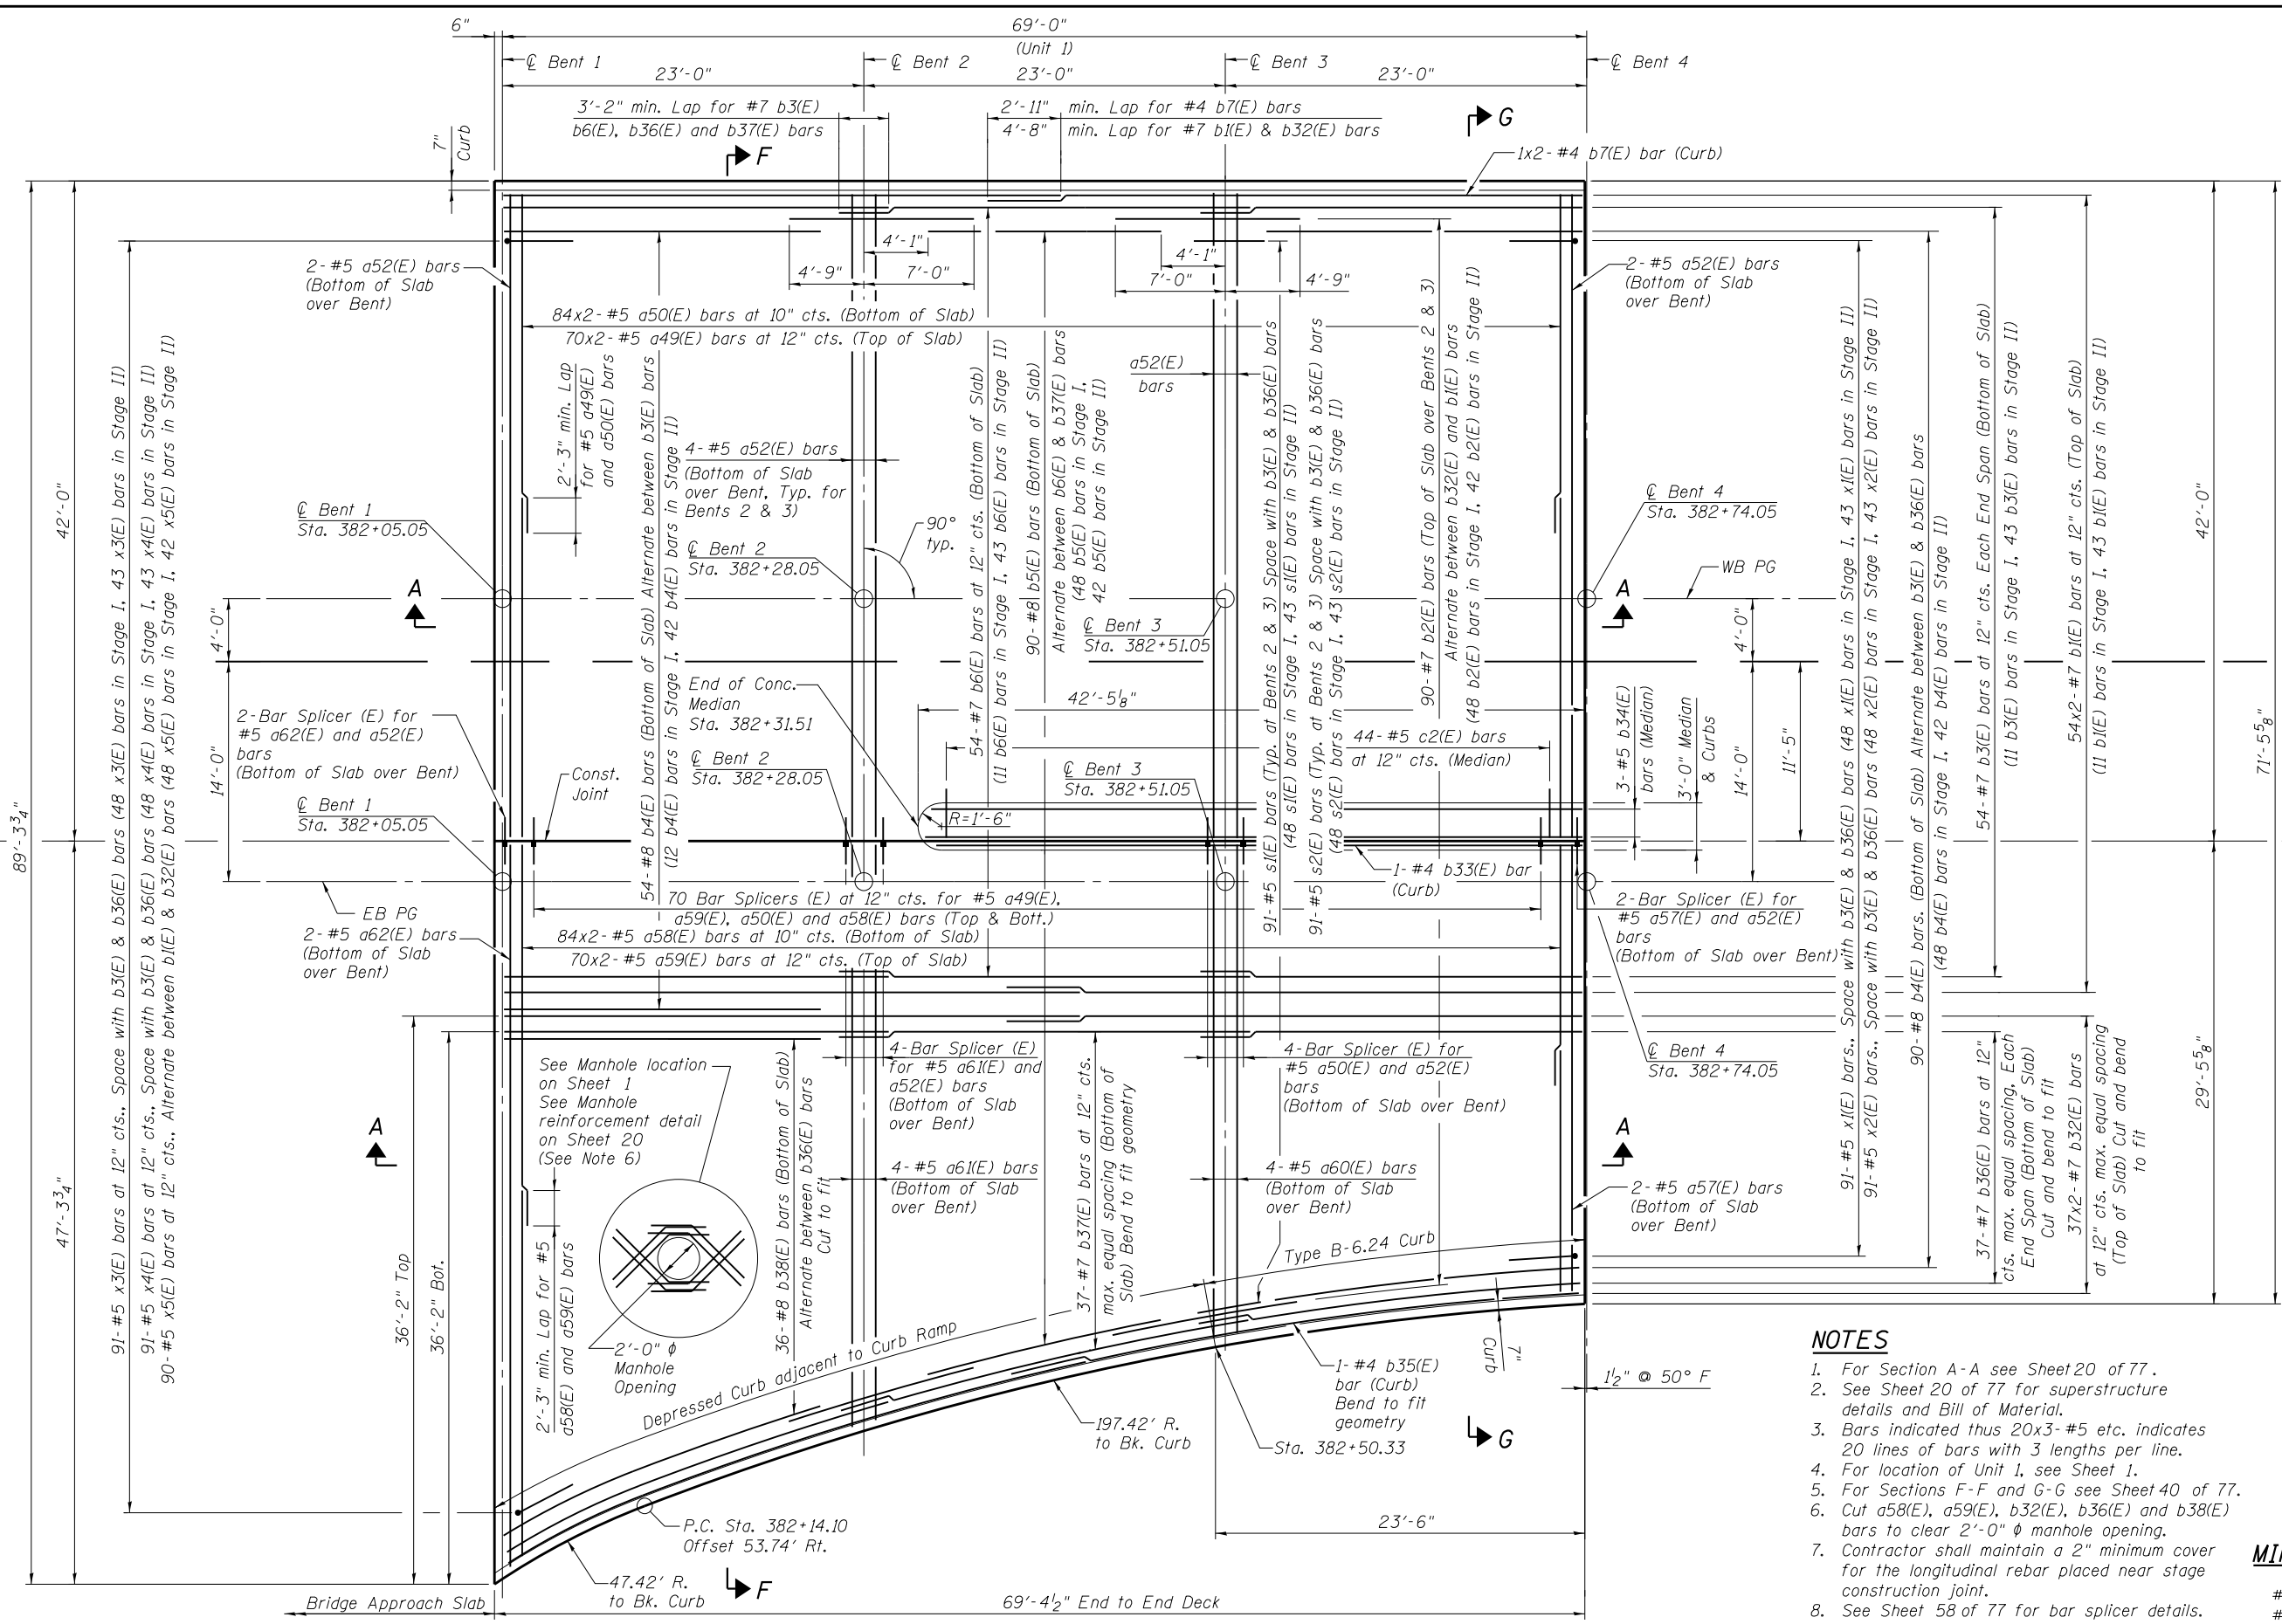 6"
69'-0"
(Unit 1)
℄ Bent 1
℄ Bent 2
℄ Bent 3
℄ Bent 4
23'-0"
23'-0"
23'-0"
3'-2" min. Lap for #7 b3(E)
b6(E), b36(E) and b37(E) bars
2'-11" min. Lap for #4 b7(E) bars
4'-8" min. Lap for #7 b1(E) & b32(E) bars
7"
Curb
F
G
1x2-#4 b7(E) bar (Curb)
2-#5 a52(E) bars
(Bottom of Slab
over Bent)
4'-1"
4'-9"
7'-0"
4'-1"
7'-0"
4'-9"
2-#5 a52(E) bars
(Bottom of Slab
over Bent)
84x2-#5 a50(E) bars at 10" cts. (Bottom of Slab)
70x2-#5 a49(E) bars at 12" cts. (Top of Slab)
2'-3" min. Lap
for #5 a49(E)
and a50(E) bars
a52(E)
bars
4-#5 a52(E) bars
(Bottom of Slab
over Bent, Typ. for
Bents 2 & 3)
90°
typ.
℄ Bent 1
Sta. 382+05.05
℄ Bent 2
Sta. 382+28.05
℄ Bent 3
Sta. 382+51.05
℄ Bent 4
Sta. 382+74.05
WB PG
A
A
42'-0"
4'-0"
14'-0"
89'-3¾"
47'-3¾"
91-#5 x3(E) bars at 12" cts., Space with b3(E) & b36(E) bars (48 x3(E) bars in Stage I, 43 x3(E) bars in Stage II)
91-#5 x4(E) bars at 12" cts., Space with b3(E) & b36(E) bars (48 x4(E) bars in Stage I, 43 x4(E) bars in Stage II)
90-#5 x5(E) bars at 12" cts., Alternate between b1(E) & b32(E) bars (48 x5(E) bars in Stage I, 42 x5(E) bars in Stage II)
54-#8 b4(E) bars (Bottom of Slab) Alternate between b3(E) bars
(12 b4(E) bars in Stage I, 42 b4(E) bars in Stage II)
54-#7 b6(E) bars at 12" cts. (Bottom of Slab)
(11 b6(E) bars in Stage I, 43 b6(E) bars in Stage II)
90-#8 b5(E) bars (Bottom of Slab)
Alternate between b6(E) & b37(E) bars
(48 b5(E) bars in Stage I,
42 b5(E) bars in Stage II)
91-#5 s1(E) bars (Typ. at Bents 2 & 3) Space with b3(E) & b36(E) bars
(48 s1(E) bars in Stage I, 43 s1(E) bars in Stage II)
91-#5 s2(E) bars (Typ. at Bents 2 & 3) Space with b3(E) & b36(E) bars
(48 s2(E) bars in Stage I, 43 s2(E) bars in Stage II)
90-#7 b2(E) bars (Top of Slab over Bents 2 & 3)
Alternate between b32(E) and b1(E) bars
(48 b2(E) bars in Stage I, 42 b2(E) bars in Stage II)
91-#5 x1(E) bars., Space with b3(E) & b36(E) bars (48 x1(E) bars in Stage I, 43 x1(E) bars in Stage II)
91-#5 x2(E) bars., Space with b3(E) & b36(E) bars (48 x2(E) bars in Stage I, 43 x2(E) bars in Stage II)
90-#8 b4(E) bars. (Bottom of Slab) Alternate between b3(E) & b36(E) bars
(48 b4(E) bars in Stage I, 42 b4(E) bars in Stage II)
54-#7 b3(E) bars at 12" cts. Each End Span (Bottom of Slab)
(11 b3(E) bars in Stage I, 43 b3(E) bars in Stage II)
54x2-#7 b1(E) bars at 12" cts. (Top of Slab)
(11 b1(E) bars in Stage I, 43 b1(E) bars in Stage II)
42'-0"
71'-5⅝"
29'-5⅝"
4'-0"
14'-0"
11'-5"
3'-0" Median
& Curbs
3-#5 b34(E)
bars (Median)
2-Bar Splicer (E) for
#5 a62(E) and a52(E)
bars
(Bottom of Slab over Bent)
℄ Bent 1
Sta. 382+05.05
Const.
Joint
End of Conc.
Median
Sta. 382+31.51
℄ Bent 2
Sta. 382+28.05
42'-5⅛"
44-#5 c2(E) bars
at 12" cts. (Median)
℄ Bent 3
Sta. 382+51.05
R=1'-6"
1-#4 b33(E) bar
(Curb)
EB PG
2-#5 a62(E) bars
(Bottom of Slab
over Bent)
70 Bar Splicers (E) at 12" cts. for #5 a49(E),
a59(E), a50(E) and a58(E) bars (Top & Bott.)
84x2-#5 a58(E) bars at 10" cts. (Bottom of Slab)
70x2-#5 a59(E) bars at 12" cts. (Top of Slab)
2-Bar Splicer (E) for
#5 a57(E) and a52(E)
bars
(Bottom of Slab over Bent)
See Manhole location
on Sheet 1
See Manhole
reinforcement detail
on Sheet 20
(See Note 6)
4-Bar Splicer (E)
for #5 a61(E) and
a52(E) bars
(Bottom of Slab
over Bent)
4-Bar Splicer (E) for
#5 a50(E) and a52(E)
bars
(Bottom of Slab over Bent)
℄ Bent 4
Sta. 382+74.05
A
A
4-#5 a61(E) bars
(Bottom of Slab
over Bent)
4-#5 a60(E) bars
(Bottom of Slab
over Bent)
2-#5 a57(E) bars
(Bottom of Slab
over Bent)
36'-2" Top
36'-2" Bot.
2'-3" min. Lap for #5
a58(E) and a59(E) bars
36-#8 b38(E) bars (Bottom of Slab)
Alternate between b36(E) bars
Cut to fit
37-#7 b37(E) bars at 12" cts.
max. equal spacing (Bottom of
Slab) Bend to fit geometry
37-#7 b36(E) bars at 12"
cts. max. equal spacing, Each
End Span (Bottom of Slab)
Cut and bend to fit
37x2-#7 b32(E) bars
at 12" cts. max. equal spacing
(Top of Slab) Cut and bend
to fit
2'-0" ϕ
Manhole
Opening
Depressed Curb adjacent to Curb Ramp
Type B-6.24 Curb
7"
Curb
1-#4 b35(E)
bar (Curb)
Bend to fit
geometry
197.42' R.
to Bk. Curb
Sta. 382+50.33
1½" @ 50° F
G
P.C. Sta. 382+14.10
Offset 53.74' Rt.
23'-6"
47.42' R.
to Bk. Curb
F
Bridge Approach Slab
69'-4½" End to End Deck
NOTES
1. For Section A-A see Sheet 20 of 77.
2. See Sheet 20 of 77 for superstructure
details and Bill of Material.
3. Bars indicated thus 20x3-#5 etc. indicates
20 lines of bars with 3 lengths per line.
4. For location of Unit 1, see Sheet 1.
5. For Sections F-F and G-G see Sheet 40 of 77.
6. Cut a58(E), a59(E), b32(E), b36(E) and b38(E)
bars to clear 2'-0" ϕ manhole opening.
7. Contractor shall maintain a 2" minimum cover
for the longitudinal rebar placed near stage
construction joint.
8. See Sheet 58 of 77 for bar splicer details.
#
#